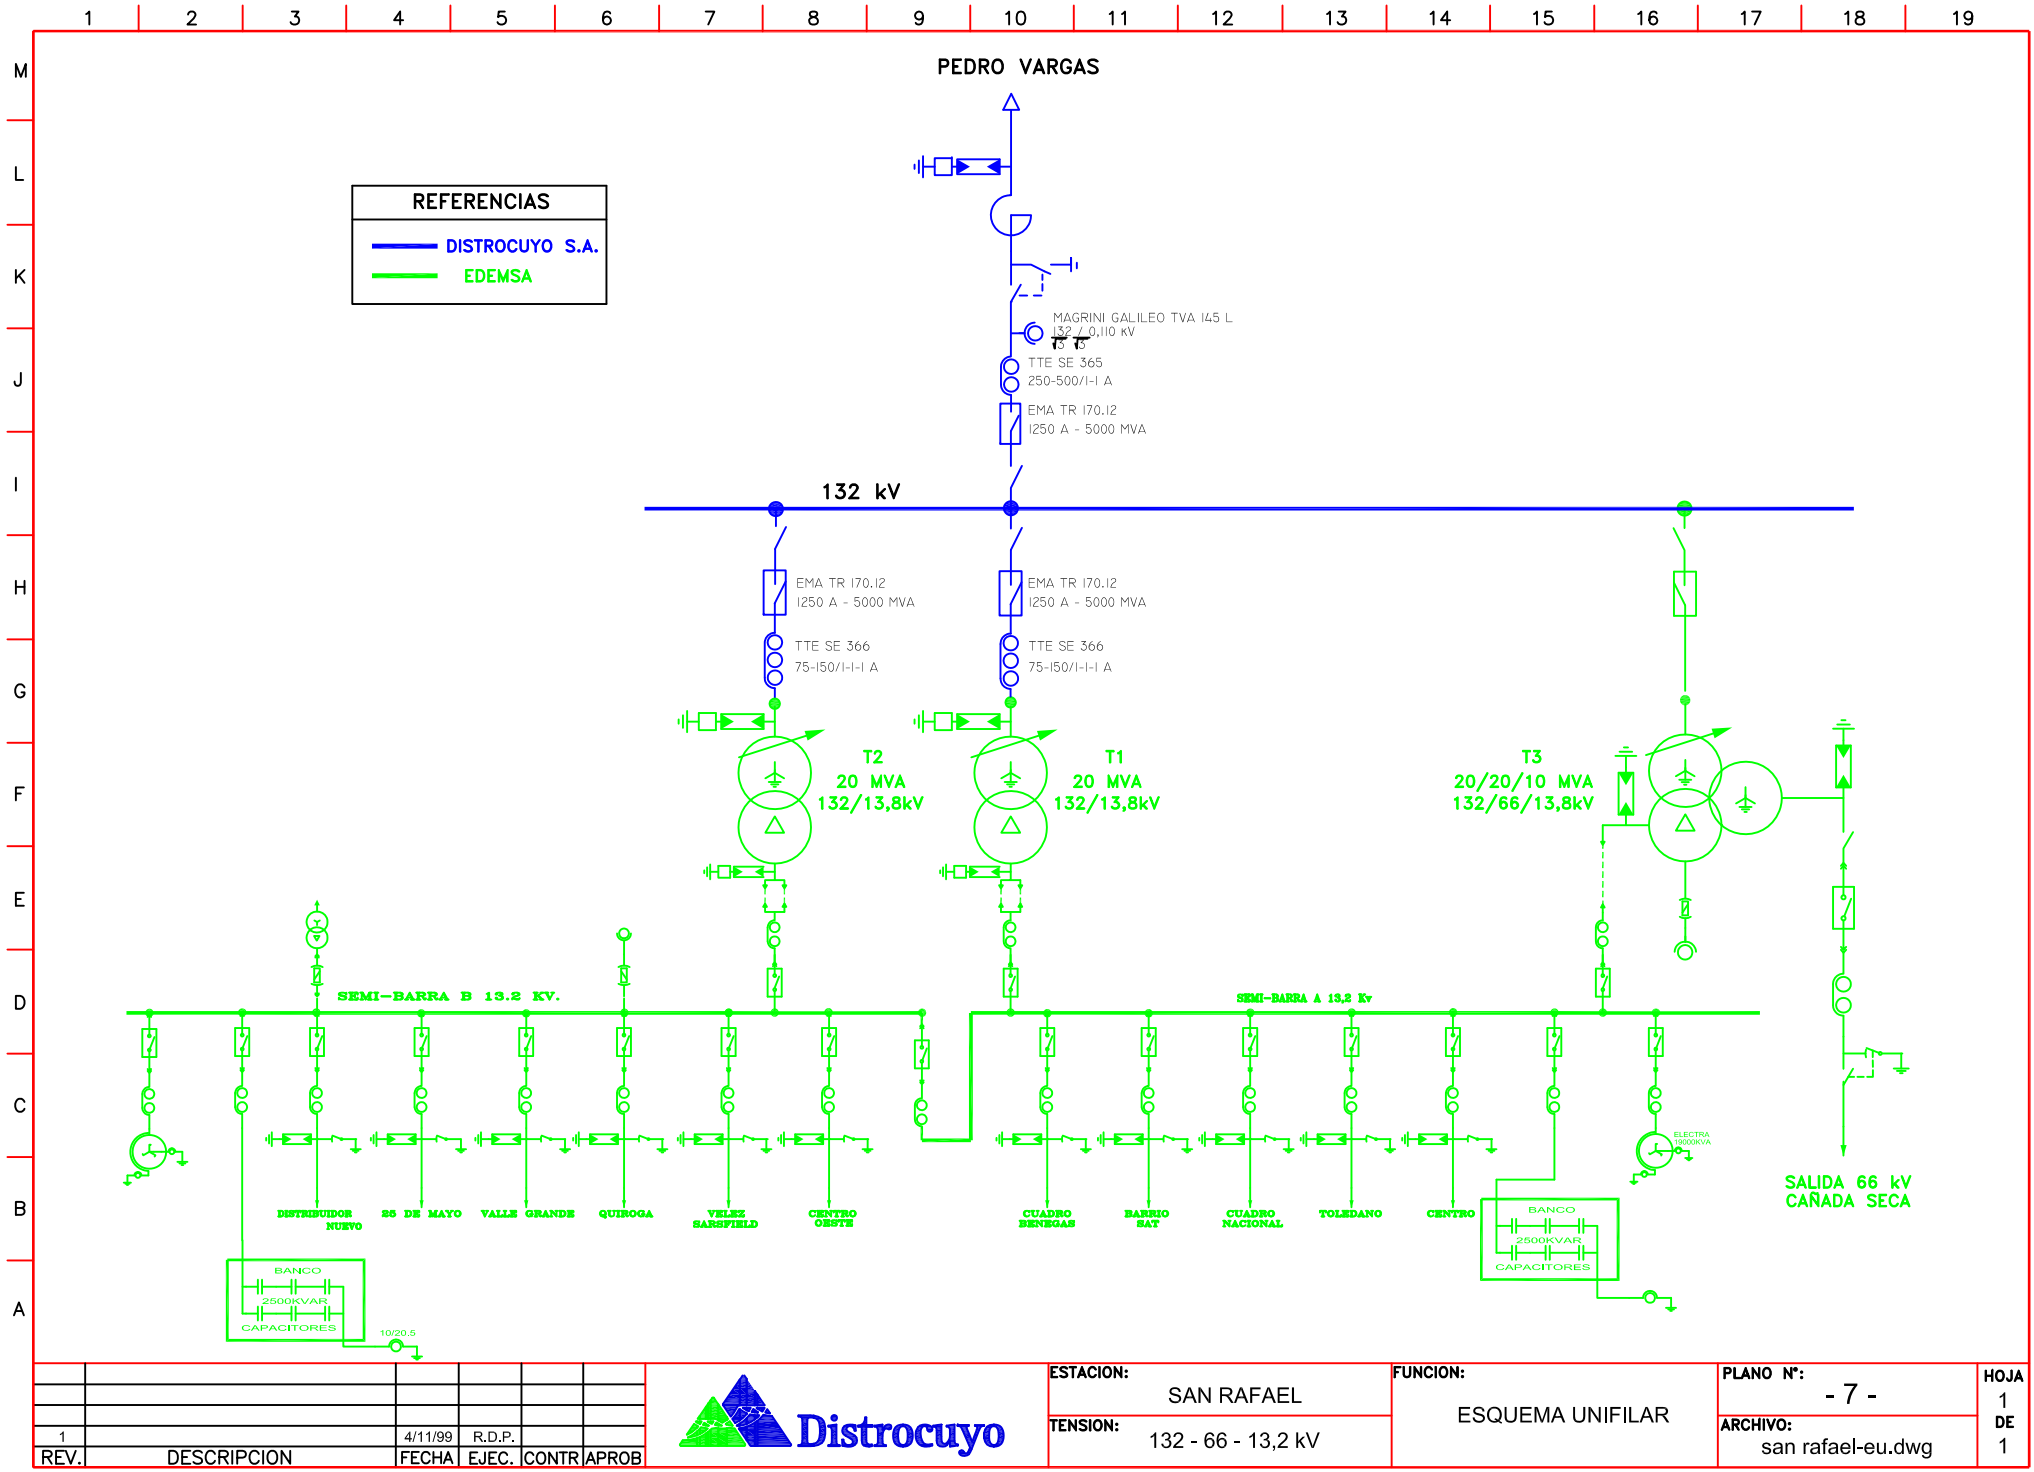 1 2 3 4 5 6 7 8 9 10 11 12 13 14 15 16 17 18 19
M
L
K
J
I
H
G
F
E
D
C
B
A
PEDRO VARGAS
REFERENCIAS
DISTROCUYO S.A.
EDEMSA
MAGRINI GALILEO TVA 145 L
132 / 0,110 KV
√3 √3
TTE SE 365
250-500/1-1 A
EMA TR 170.12
1250 A - 5000 MVA
132 kV
EMA TR 170.12
1250 A - 5000 MVA
TTE SE 366
75-150/1-1-1 A
EMA TR 170.12
1250 A - 5000 MVA
TTE SE 366
75-150/1-1-1 A
T2
20 MVA
132/13,8kV
T1
20 MVA
132/13,8kV
T3
20/20/10 MVA
132/66/13,8kV
SEMI-BARRA B 13.2 KV.
SEMI-BARRA A 13,2 Kv
ELECTRA
19000KVA
DISTRIBUIDOR
NUEVO
25 DE MAYO
VALLE GRANDE
QUIROGA
VELEZ
SARSFIELD
CENTRO
OESTE
CUADRO
BENEGAS
BARRIO
SAT
CUADRO
NACIONAL
TOLEDANO
CENTRO
SALIDA 66 kV
CAÑADA SECA
BANCO
2500KVAR
CAPACITORES
BANCO
2500KVAR
CAPACITORES
10/20.5
1 4/11/99 R.D.P.
REV. DESCRIPCION FECHA EJEC. CONTR APROB
Distrocuyo
ESTACION:
SAN RAFAEL
TENSION:
132 - 66 - 13,2 kV
FUNCION:
ESQUEMA UNIFILAR
PLANO N°:
- 7 -
ARCHIVO:
san rafael-eu.dwg
HOJA
1
DE
1